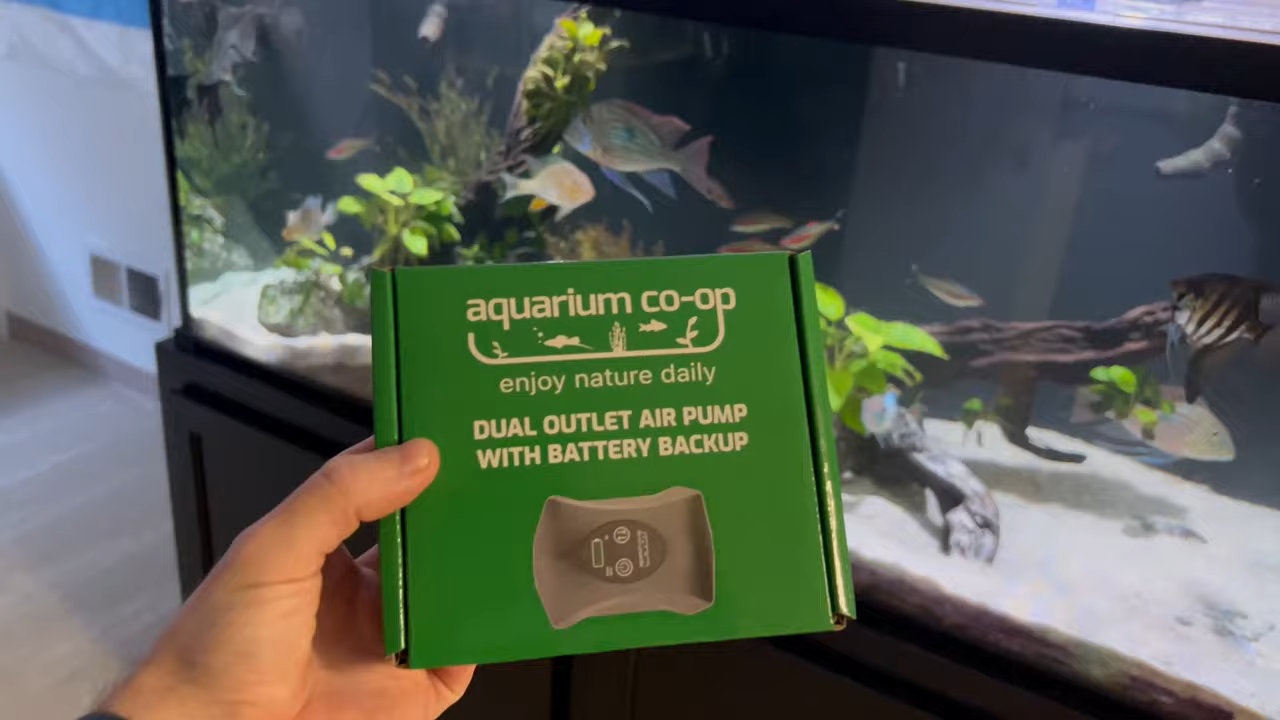 aquarium co-op
enjoy nature daily
DUAL OUTLET AIR PUMP
WITH BATTERY BACKUP